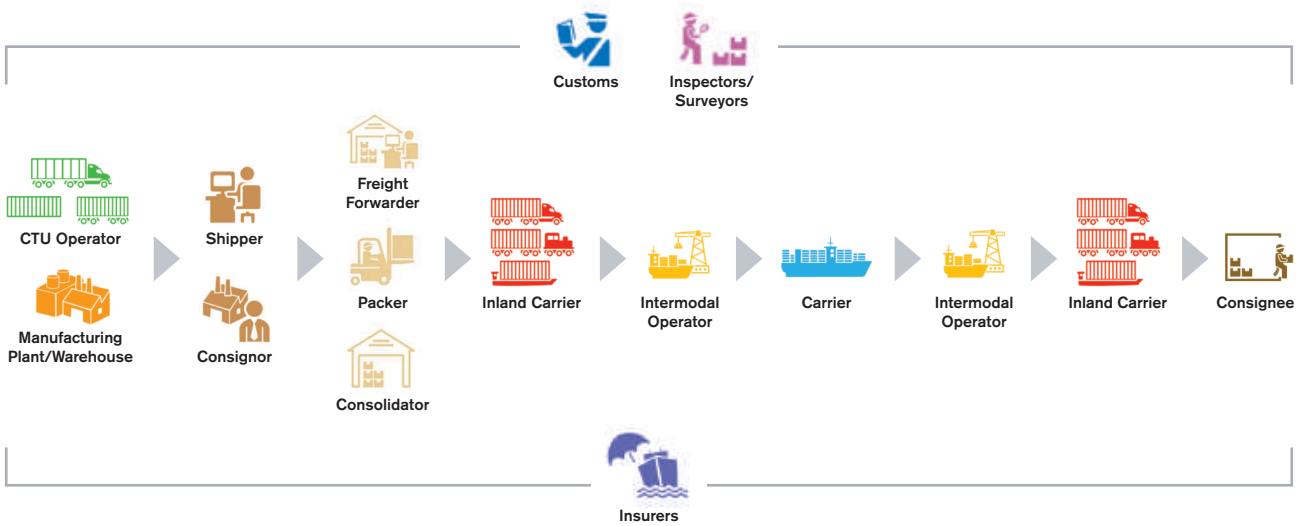 Customs
Inspectors/
Surveyors
CTU Operator
Manufacturing
Plant/Warehouse
Shipper
Consignor
Freight
Forwarder
Packer
Consolidator
Inland Carrier
Intermodal
Operator
Carrier
Intermodal
Operator
Inland Carrier
Consignee
Insurers